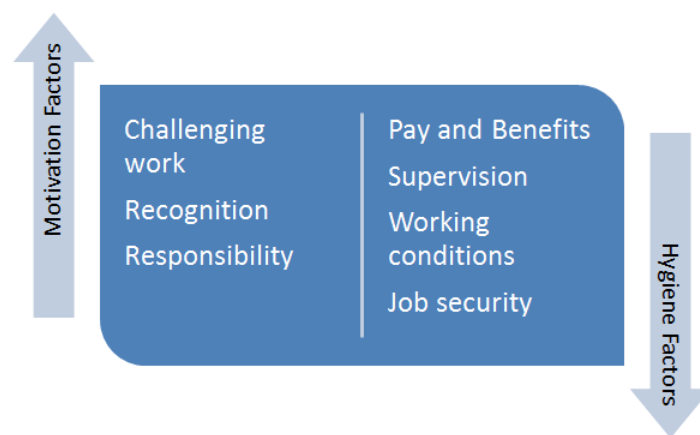 Motivation Factors
Challenging
work
Recognition
Responsibility
Pay and Benefits
Supervision
Working
conditions
Job security
Hygiene Factors